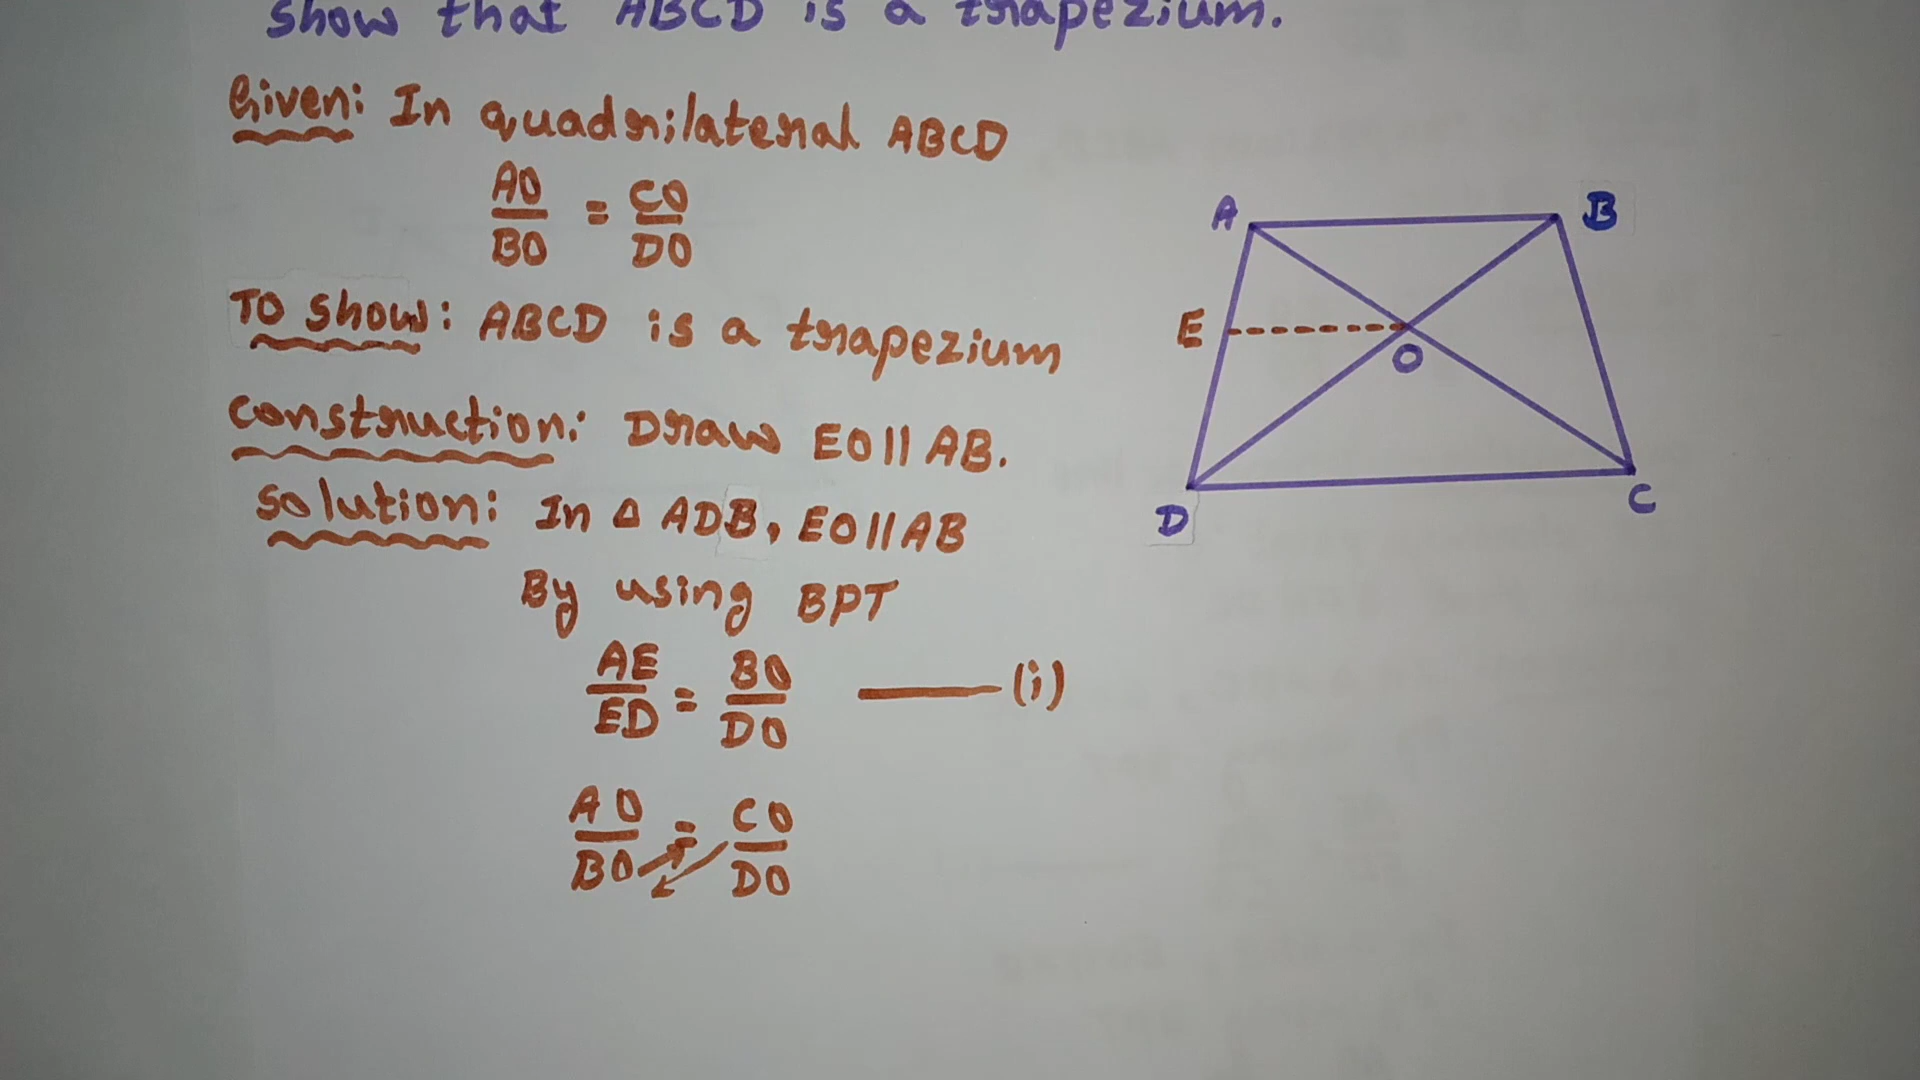 show that ABCD is a trapezium.
Given: In quadrilateral ABCD
AO/BO = CO/DO
To show: ABCD is a trapezium
Construction: Draw EO || AB.
Solution: In Δ ADB, EO || AB
By using BPT
AE/ED = BO/DO —— (i)
AO/BO = CO/DO
A
B
E
O
D
C